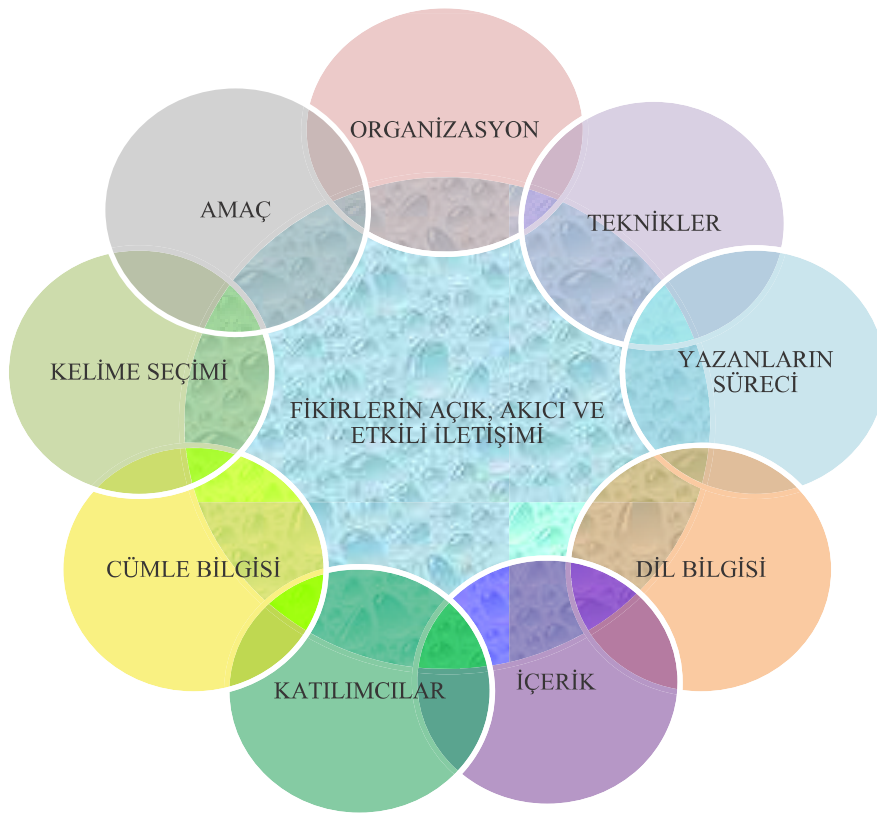 ORGANİZASYON
TEKNİKLER
YAZANLARIN
SÜRECİ
DİL BİLGİSİ
İÇERİK
KATILIMCILAR
CÜMLE BİLGİSİ
KELİME SEÇİMİ
AMAÇ
FİKİRLERİN AÇIK, AKICI VE
ETKİLİ İLETİŞİMİ